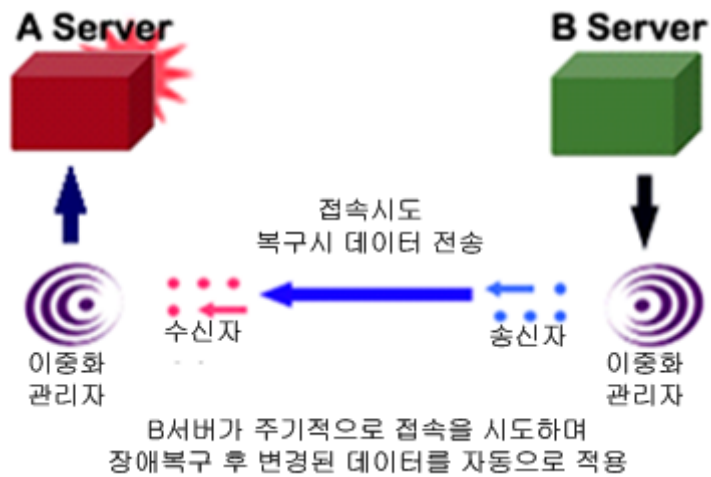 A Server
B Server
접속시도
복구시 데이터 전송
수신자
송신자
이중화
관리자
이중화
관리자
B서버가 주기적으로 접속을 시도하며
장애복구 후 변경된 데이터를 자동으로 적용